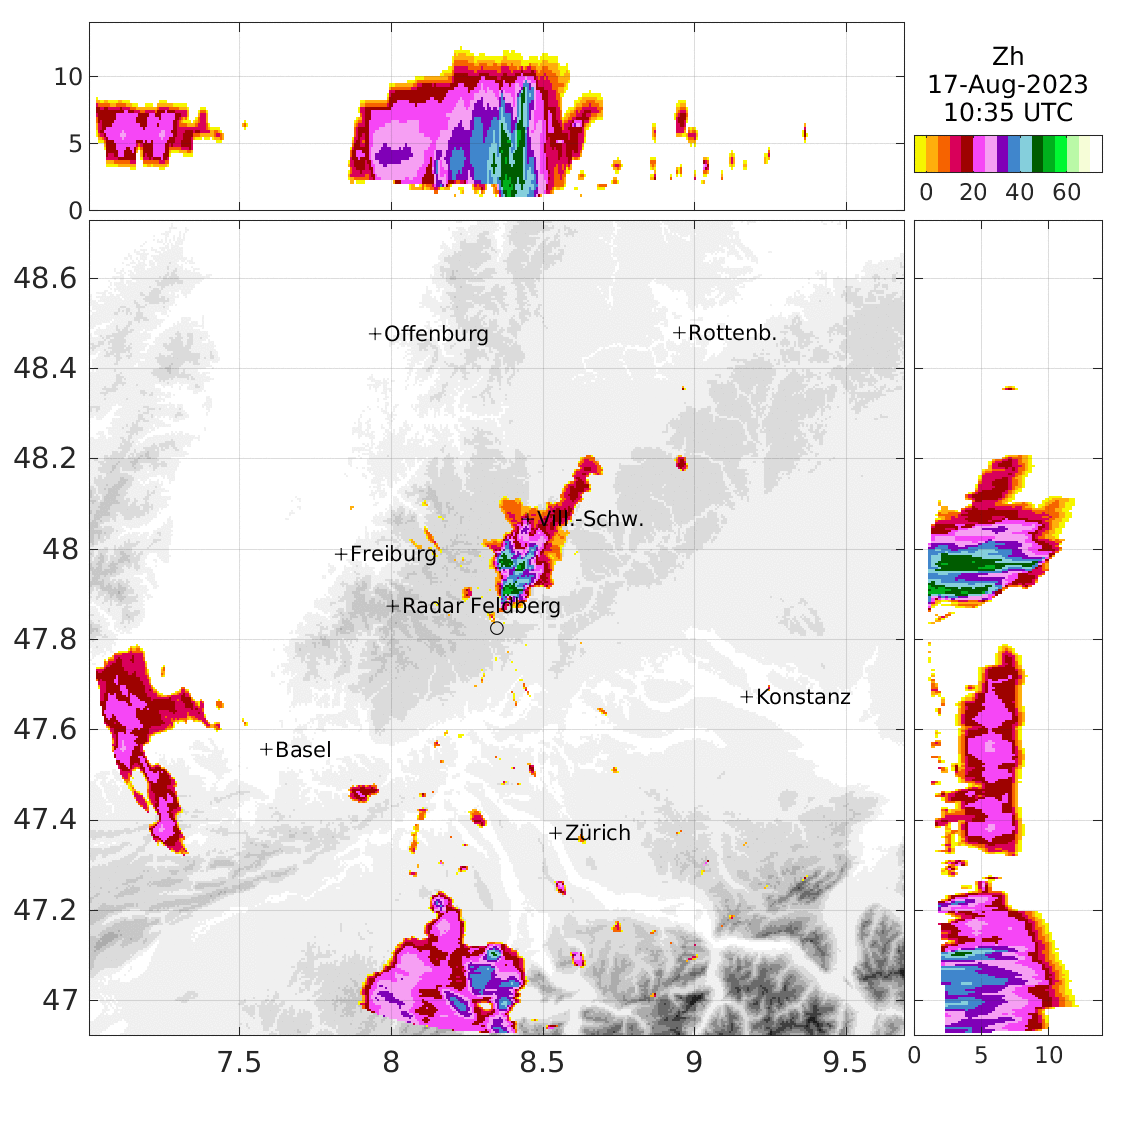 10
5
0
Zh
17-Aug-2023
10:35 UTC
0 20 40 60
48.6
48.4
48.2
48
47.8
47.6
47.4
47.2
47
+Offenburg
+Rottenb.
+Vill.-Schw.
+Freiburg
+Radar Feldberg
+Konstanz
+Basel
+Zürich
7.5 8 8.5 9 9.5
0 5 10